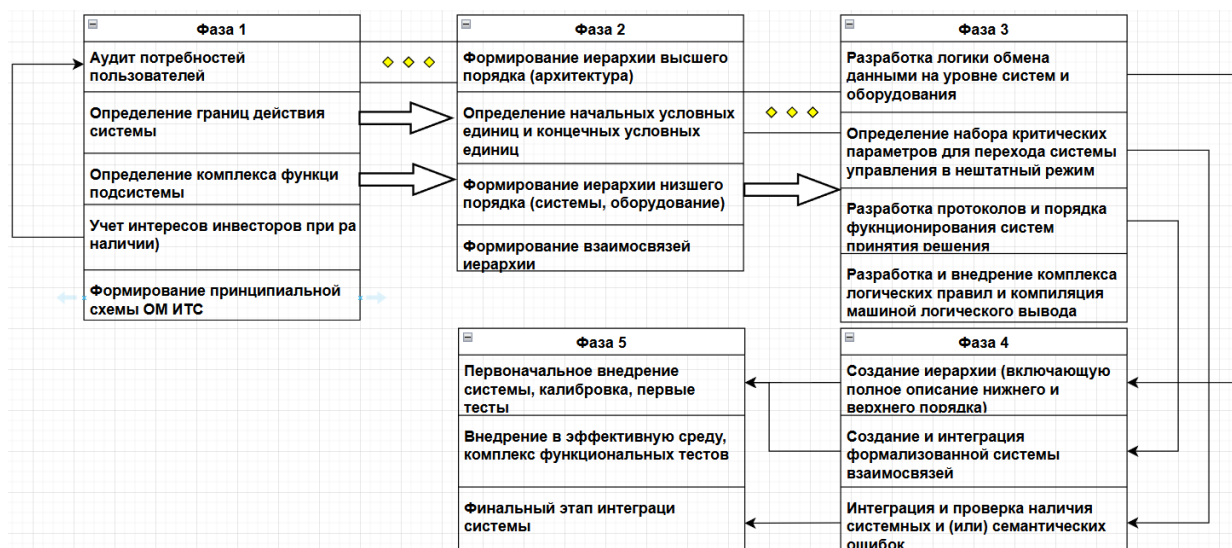 Фаза 1
Аудит потребностей
пользователей
Определение границ действия
системы
Определение комплекса функци
подсистемы
Учет интересов инвесторов при ра
наличии)
Формирование принципиальной
схемы ОМ ИТС
Фаза 2
Формирование иерархии высшего
порядка (архитектура)
Определение начальных условных
единиц и конечных условных
единиц
Формирование иерархии низшего
порядка (системы, оборудование)
Формирование взаимосвязей
иерархии
Фаза 3
Разработка логики обмена
данными на уровне систем и
оборудования
Определение набора критических
параметров для перехода системы
управления в нештатный режим
Разработка протоколов и порядка
фукнционирования систем
принятия решения
Разработка и внедрение комплекса
логических правил и компиляция
машиной логического вывода
Фаза 5
Первоначальное внедрение
системы, калибровка, первые
тесты
Внедрение в эффективную среду,
комплекс функциональных тестов
Финальный этап интеграци
системы
Фаза 4
Создание иерархии (включающую
полное описание нижнего и
верхнего порядка)
Создание и интеграция
формализованной системы
взаимосвязей
Интеграция и проверка наличия
системных и (или) семантических
ошибок